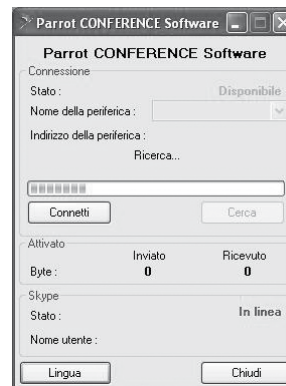 Parrot CONFERENCE Software
Parrot CONFERENCE Software
Connessione
Stato : Disponibile
Nome della periferica :
Indirizzo della periferica :
Ricerca...
Connetti Cerca
Attivato
Inviato Ricevuto
Byte : 0 0
Skype
Stato : In linea
Nome utente :
Lingua Chiudi